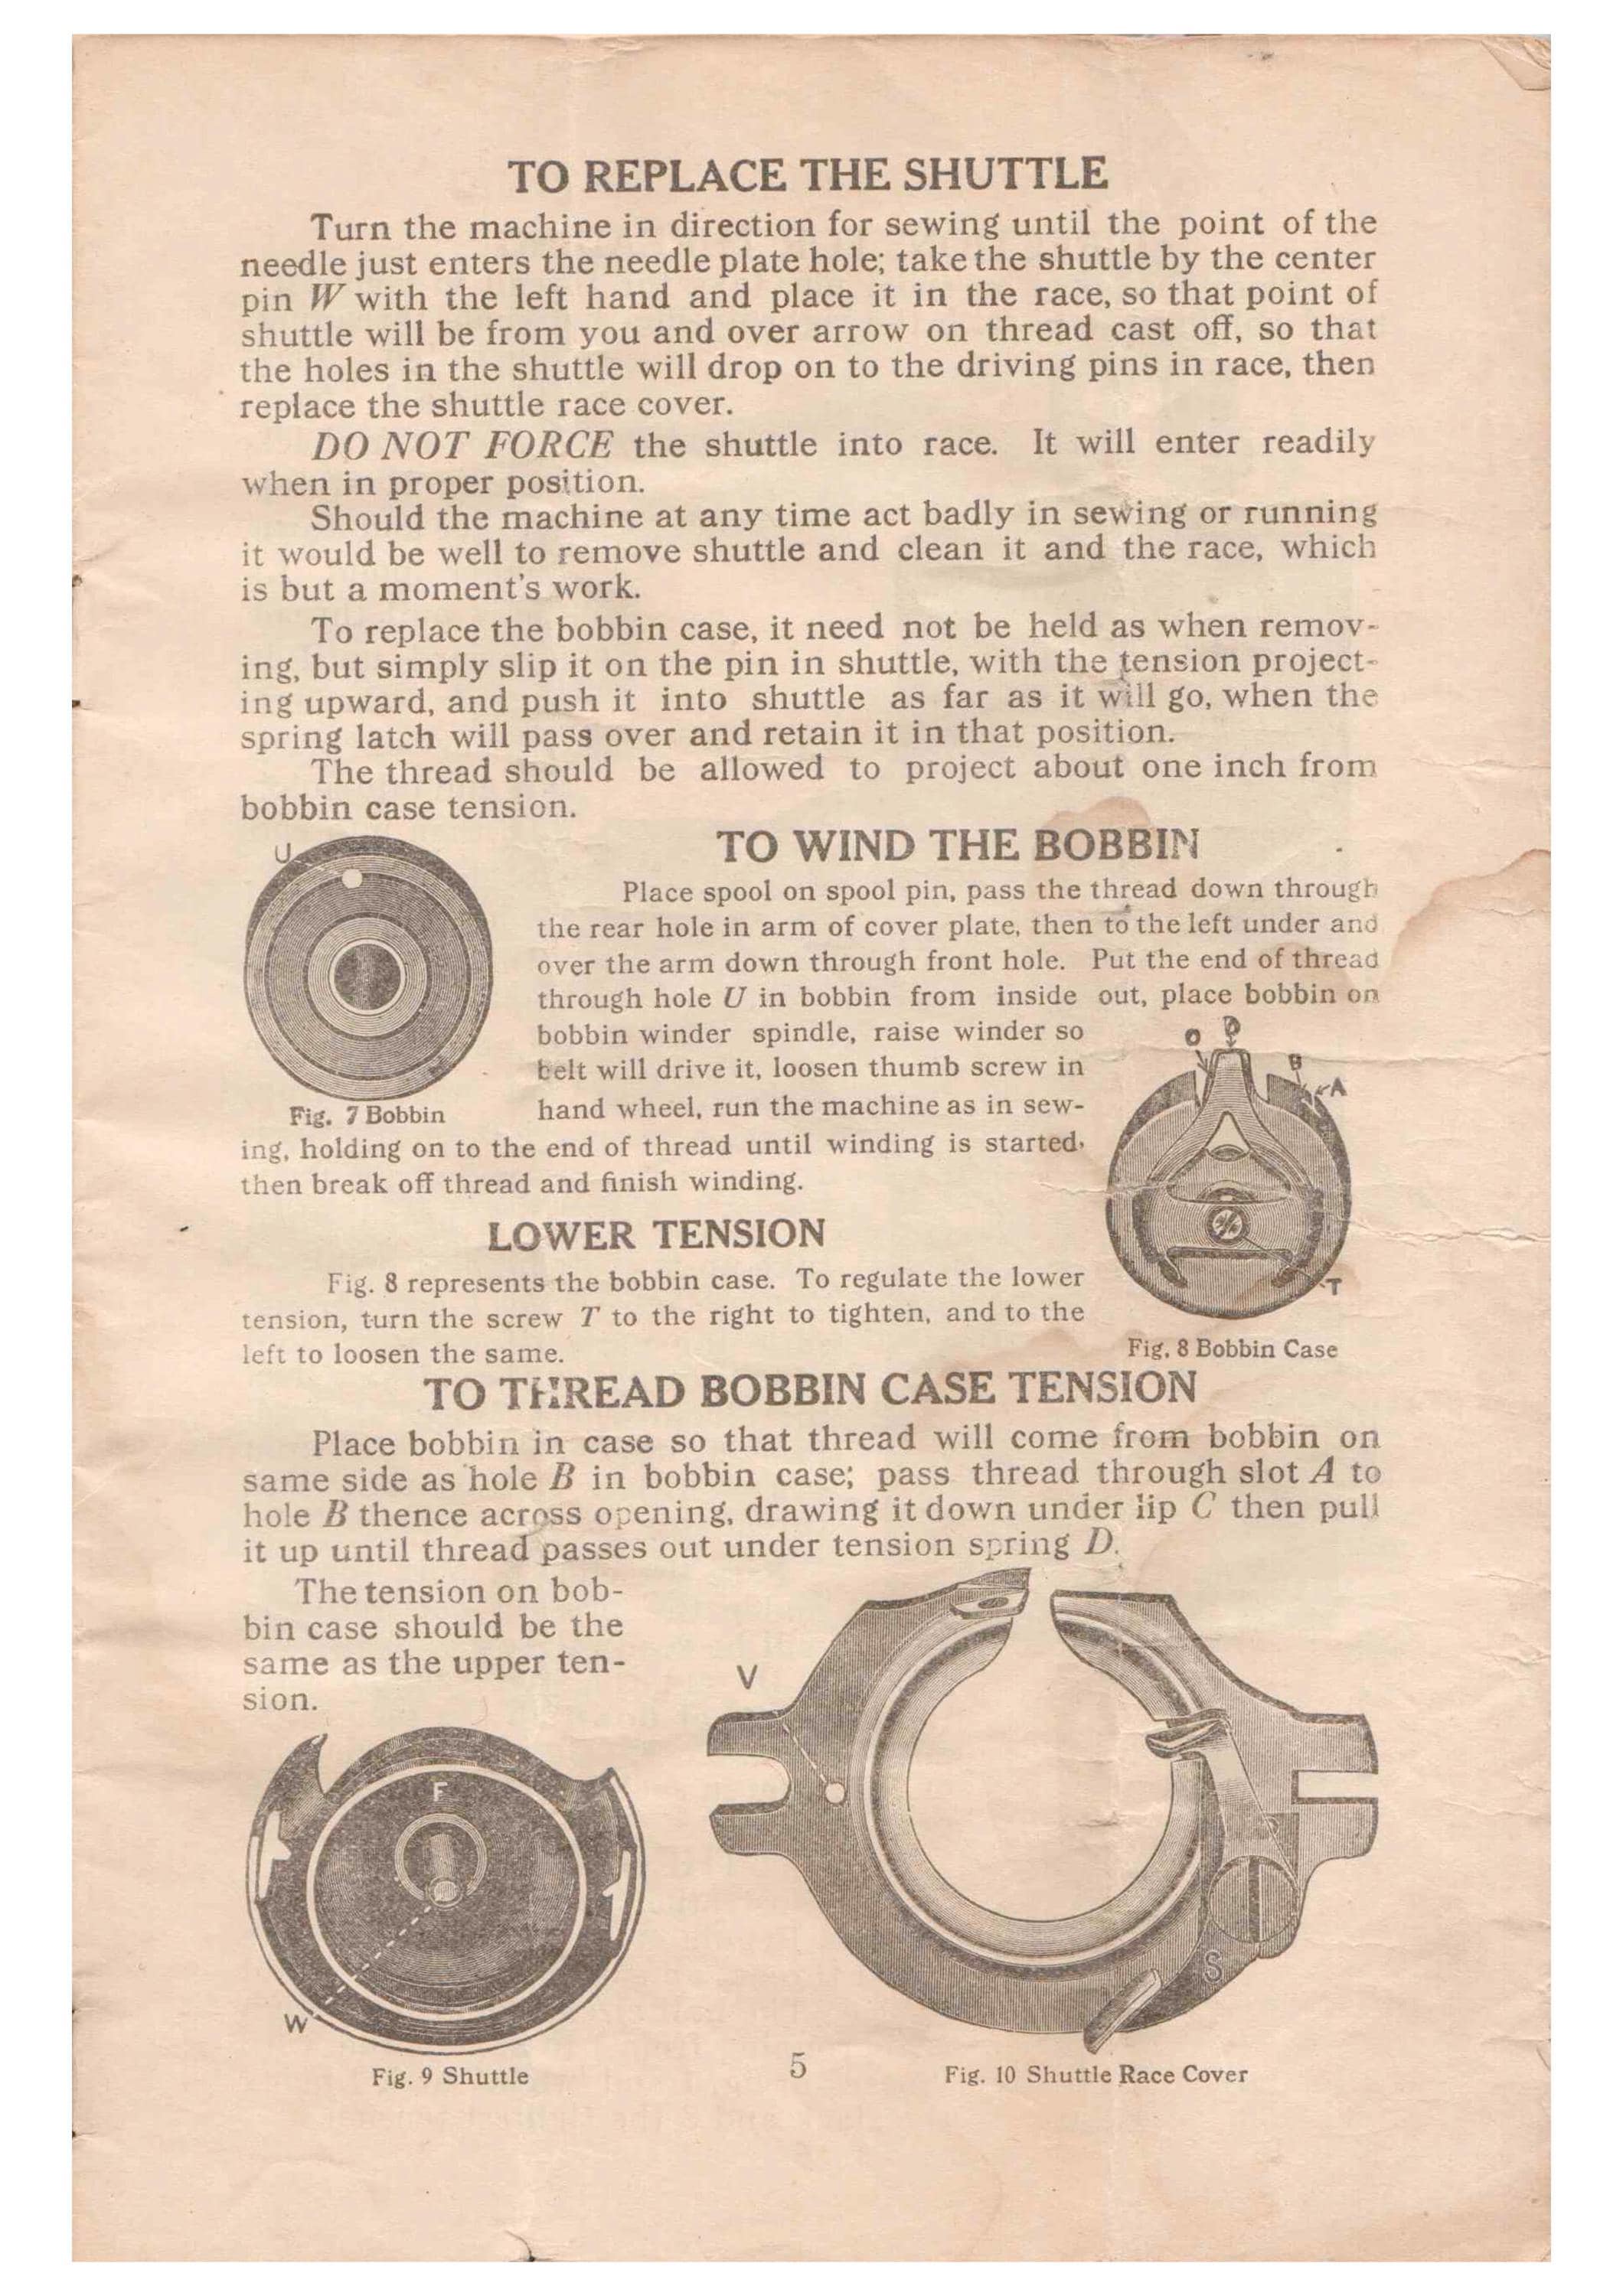 TO REPLACE THE SHUTTLE
Turn the machine in direction for sewing until the point of the
needle just enters the needle plate hole; take the shuttle by the center
pin W with the left hand and place it in the race, so that point of
shuttle will be from you and over arrow on thread cast off, so that
the holes in the shuttle will drop on to the driving pins in race, then
replace the shuttle race cover.
DO NOT FORCE the shuttle into race. It will enter readily
when in proper position.
Should the machine at any time act badly in sewing or running
it would be well to remove shuttle and clean it and the race, which
is but a moment's work.
To replace the bobbin case, it need not be held as when remov-
ing, but simply slip it on the pin in shuttle, with the tension project-
ing upward, and push it into shuttle as far as it will go, when the
spring latch will pass over and retain it in that position.
The thread should be allowed to project about one inch from
bobbin case tension.
U
Fig. 7 Bobbin
TO WIND THE BOBBIN
Place spool on spool pin, pass the thread down through
the rear hole in arm of cover plate, then to the left under and
over the arm down through front hole. Put the end of thread
through hole U in bobbin from inside out, place bobbin on
bobbin winder spindle, raise winder so
belt will drive it, loosen thumb screw in
hand wheel, run the machine as in sew-
ing, holding on to the end of thread until winding is started,
then break off thread and finish winding.
D
B
A
T
Fig. 8 Bobbin Case
LOWER TENSION
Fig. 8 represents the bobbin case. To regulate the lower
tension, turn the screw T to the right to tighten, and to the
left to loosen the same.
TO THREAD BOBBIN CASE TENSION
Place bobbin in case so that thread will come from bobbin on
same side as hole B in bobbin case; pass thread through slot A to
hole B thence across opening, drawing it down under lip C then pull
it up until thread passes out under tension spring D.
The tension on bob-
bin case should be the
same as the upper ten-
sion.
F
W
Fig. 9 Shuttle
V
S
Fig. 10 Shuttle Race Cover
5